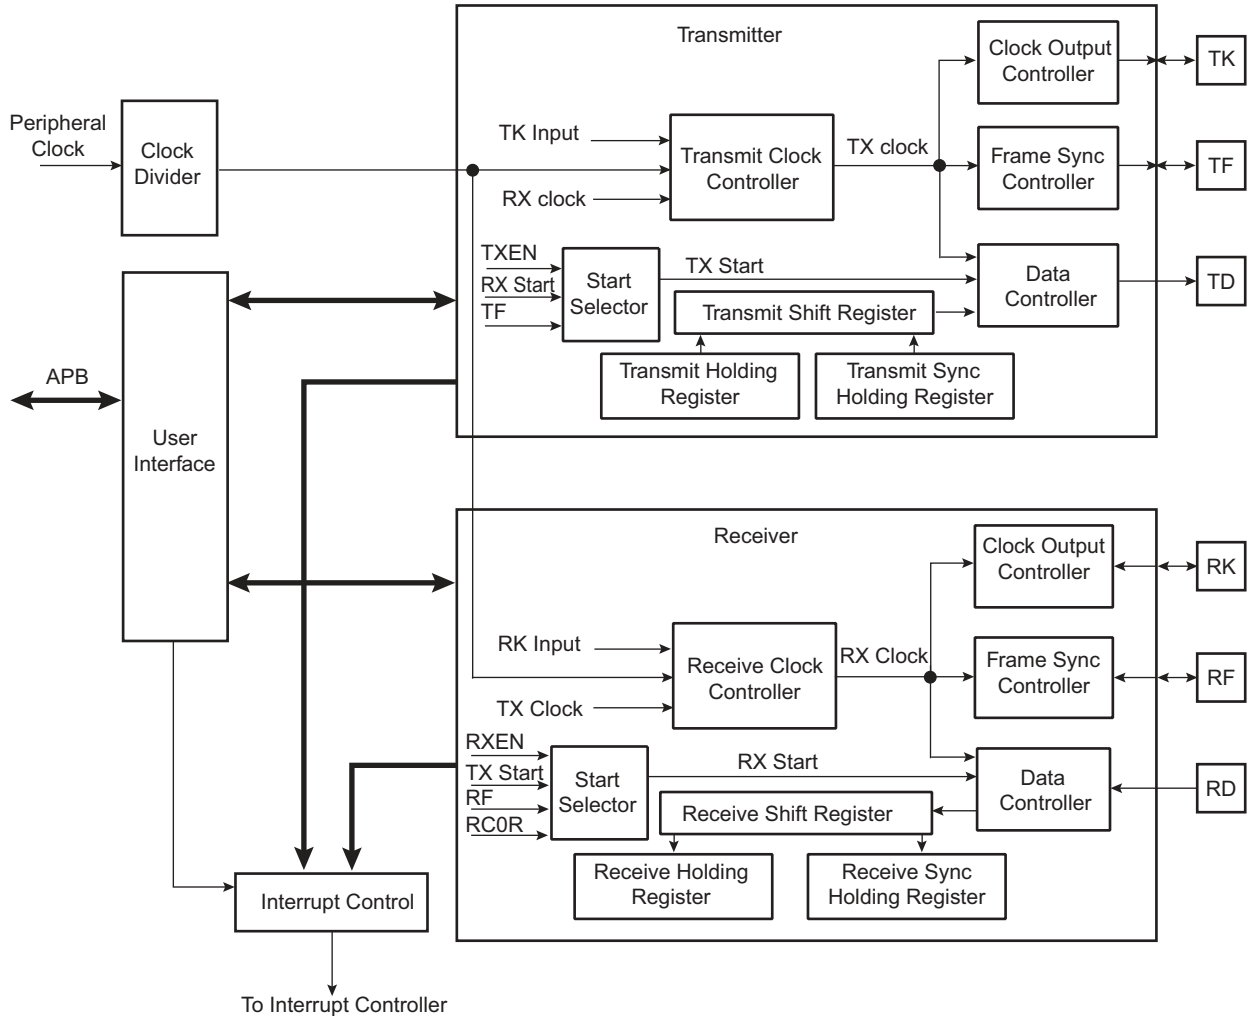 Transmitter
Clock Output
Controller
TK
Peripheral
Clock
Clock
Divider
TK Input
Transmit Clock
Controller
TX clock
Frame Sync
Controller
TF
RX clock
TXEN
RX Start
TF
Start
Selector
TX Start
Data
Controller
TD
Transmit Shift Register
Transmit Holding
Register
Transmit Sync
Holding Register
APB
User
Interface
Receiver
Clock Output
Controller
RK
RK Input
Receive Clock
Controller
RX Clock
Frame Sync
Controller
RF
TX Clock
RXEN
TX Start
RF
RC0R
Start
Selector
RX Start
Data
Controller
RD
Receive Shift Register
Receive Holding
Register
Receive Sync
Holding Register
Interrupt Control
To Interrupt Controller